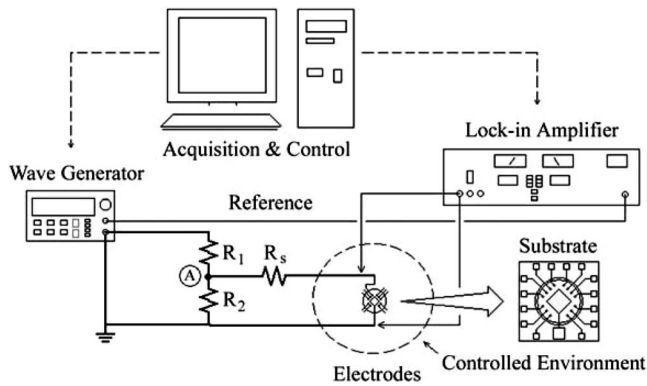 Acquisition & Control
Lock-in Amplifier
Wave Generator
Reference
Substrate
R1
Rs
A
R2
Controlled Environment
Electrodes